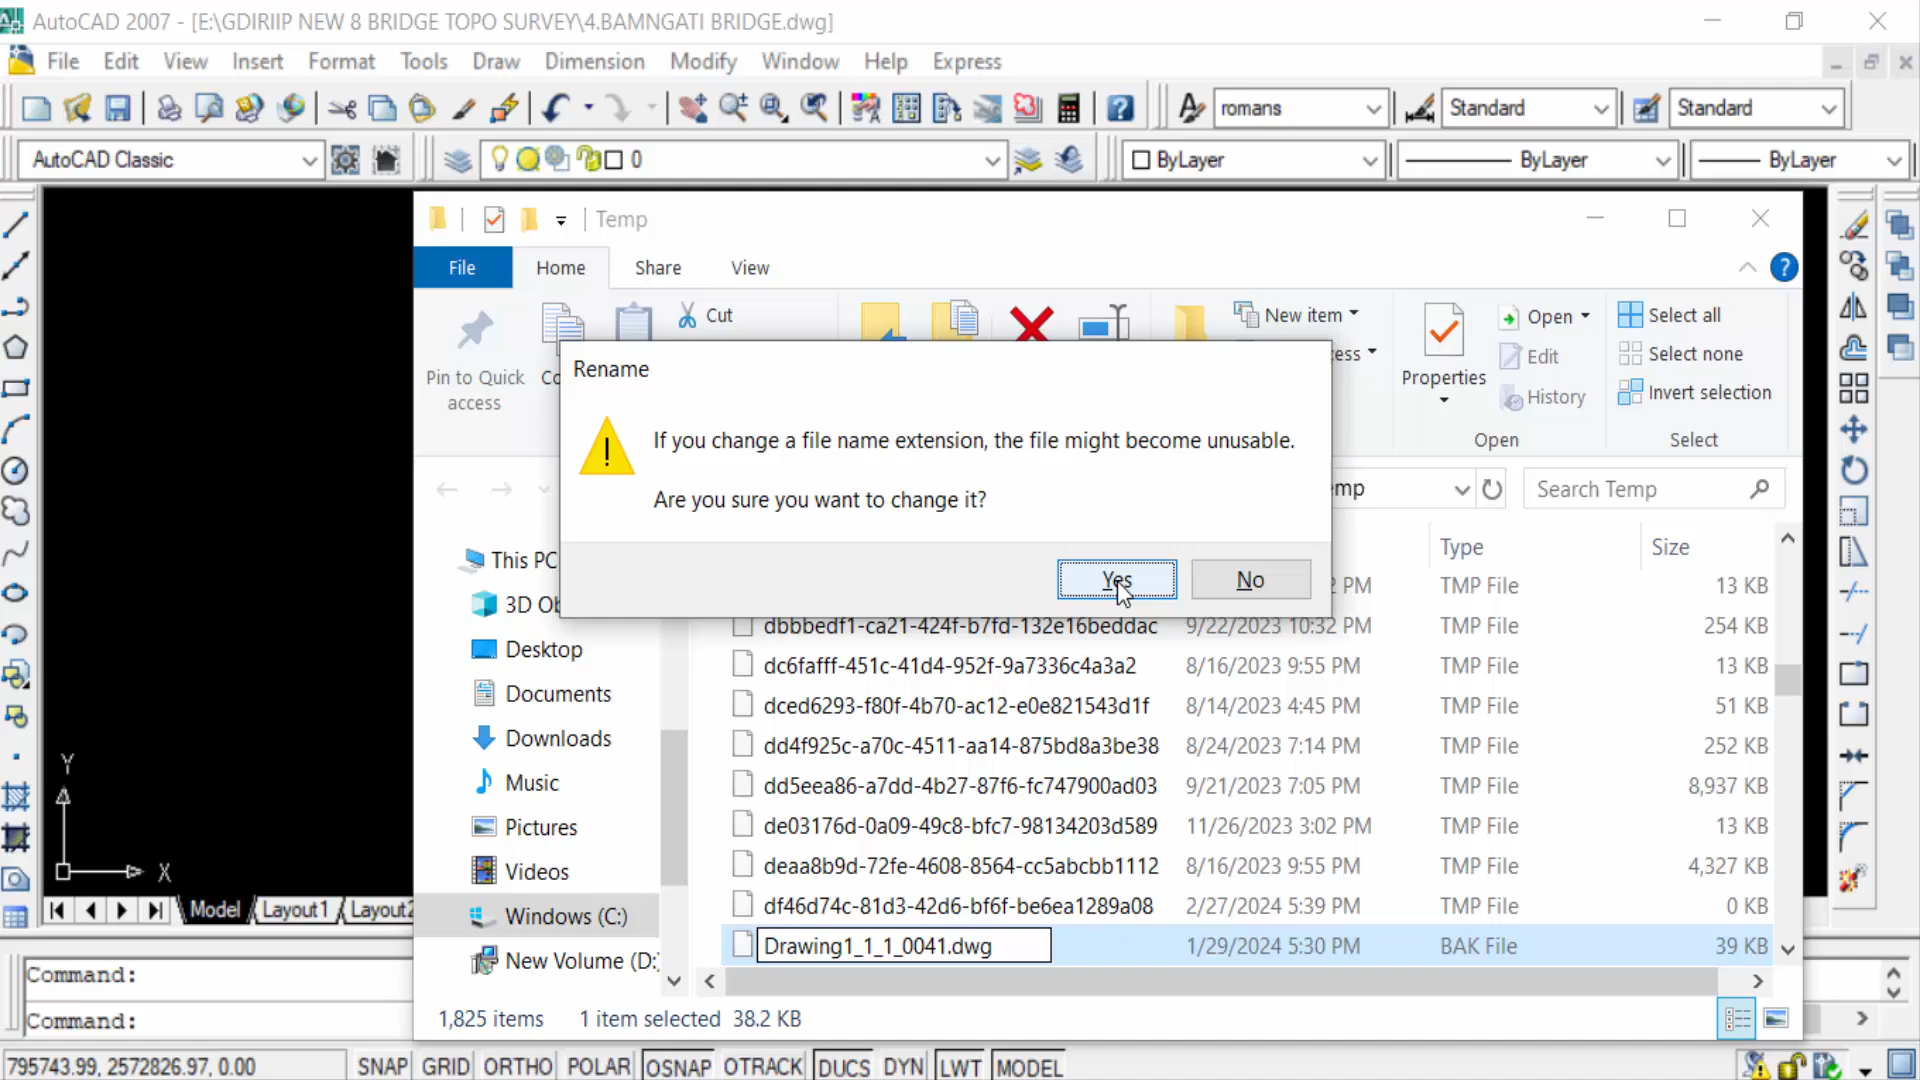 AutoCAD 2007 - [E:\GDIRIIP NEW 8 BRIDGE TOPO SURVEY\4.BAMNGATI BRIDGE.dwg]
File Edit View Insert Format Tools Draw Dimension Modify Window Help Express
romans Standard Standard
AutoCAD Classic 0 ByLayer ByLayer ByLayer
Temp
File Home Share View
Cut New item Open Select all
Edit Select none
Pin to Quick access Properties History Invert selection
Open Select
Rename
If you change a file name extension, the file might become unusable.
Are you sure you want to change it?
Yes No
Search Temp
This PC Type Size
3D Ob TMP File 13 KB
dbbbedf1-ca21-424f-b7fd-132e16beddac 9/22/2023 10:32 PM TMP File 254 KB
Desktop dc6fafff-451c-41d4-952f-9a7336c4a3a2 8/16/2023 9:55 PM TMP File 13 KB
Documents dced6293-f80f-4b70-ac12-e0e821543d1f 8/14/2023 4:45 PM TMP File 51 KB
Downloads dd4f925c-a70c-4511-aa14-875bd8a3be38 8/24/2023 7:14 PM TMP File 252 KB
Music dd5eea86-a7dd-4b27-87f6-fc747900ad03 9/21/2023 7:05 PM TMP File 8,937 KB
Pictures de03176d-0a09-49c8-bfc7-98134203d589 11/26/2023 3:02 PM TMP File 13 KB
Videos deaa8b9d-72fe-4608-8564-cc5abcbb1112 8/16/2023 9:55 PM TMP File 4,327 KB
Windows (C:) df46d74c-81d3-42d6-bf6f-be6ea1289a08 2/27/2024 5:39 PM TMP File 0 KB
New Volume (D: Drawing1_1_1_0041.dwg 1/29/2024 5:30 PM BAK File 39 KB
1,825 items 1 item selected 38.2 KB
Y
X
Model Layout1 Layout2
Command:
Command:
795743.99, 2572826.97, 0.00 SNAP GRID ORTHO POLAR OSNAP OTRACK DUCS DYN LWT MODEL